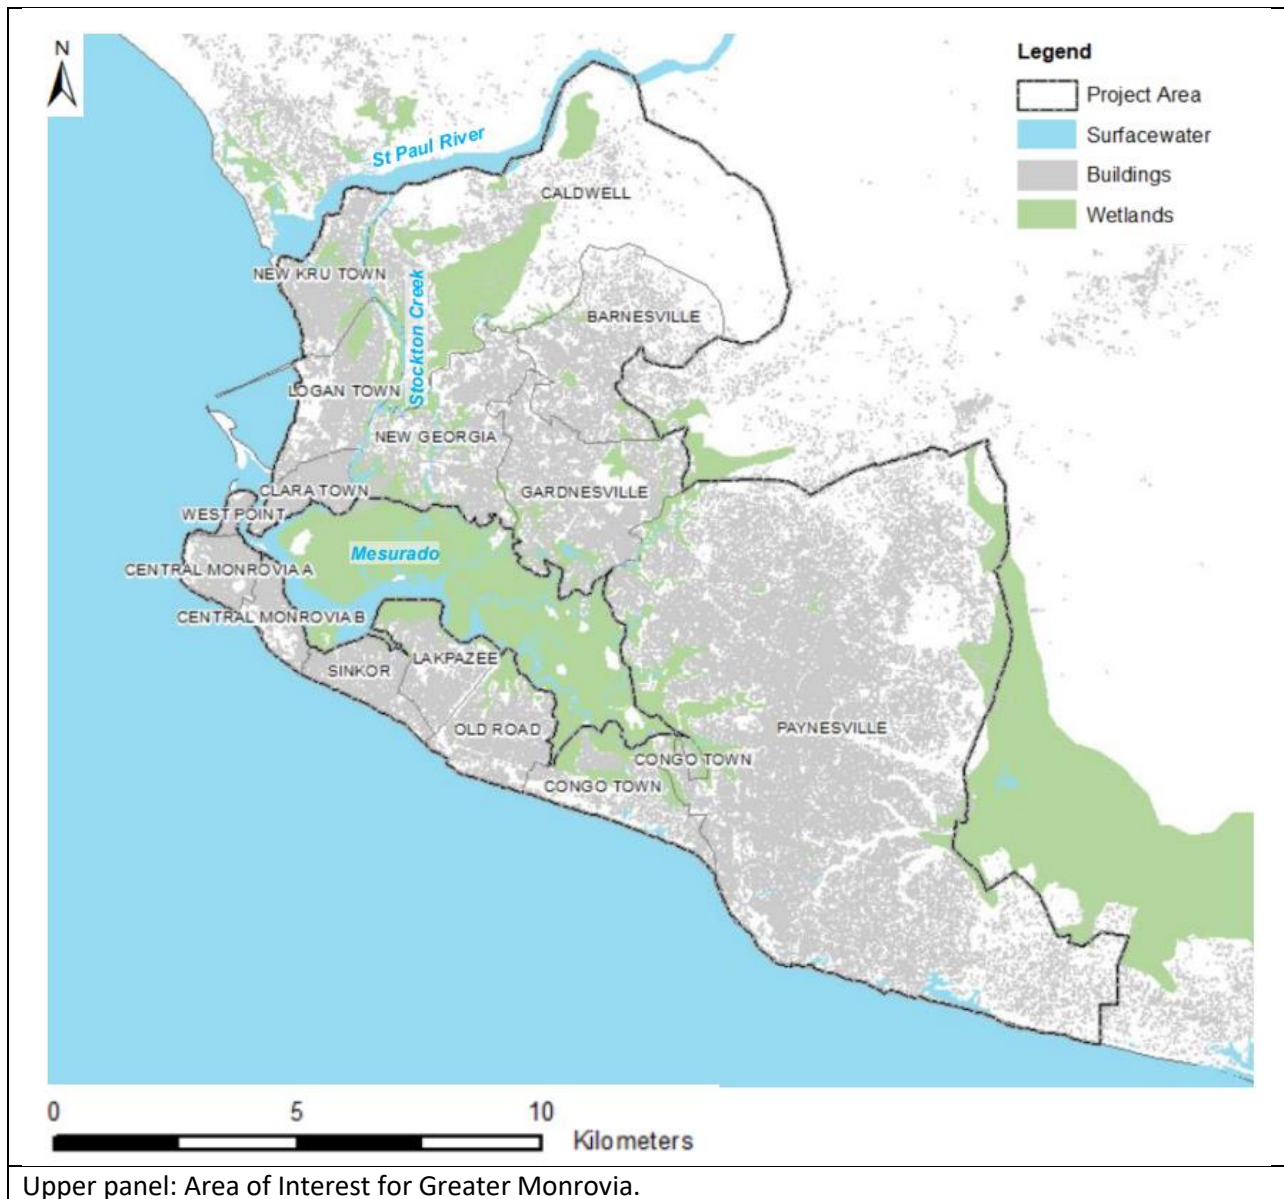 N
Legend
Project Area
Surfacewater
Buildings
Wetlands
St Paul River
CALDWELL
NEW KRU TOWN
Stockton Creek
BARNESVILLE
LOGAN TOWN
NEW GEORGIA
CLARA TOWN
GARDNESVILLE
WEST POINT
Mesurado
CENTRAL MONROVIA A
CENTRAL MONROVIA B
LAKPAZEE
SINKOR
OLD ROAD
PAYNESVILLE
CONGO TOWN
CONGO TOWN
0 5 10
Kilometers
Upper panel: Area of Interest for Greater Monrovia.